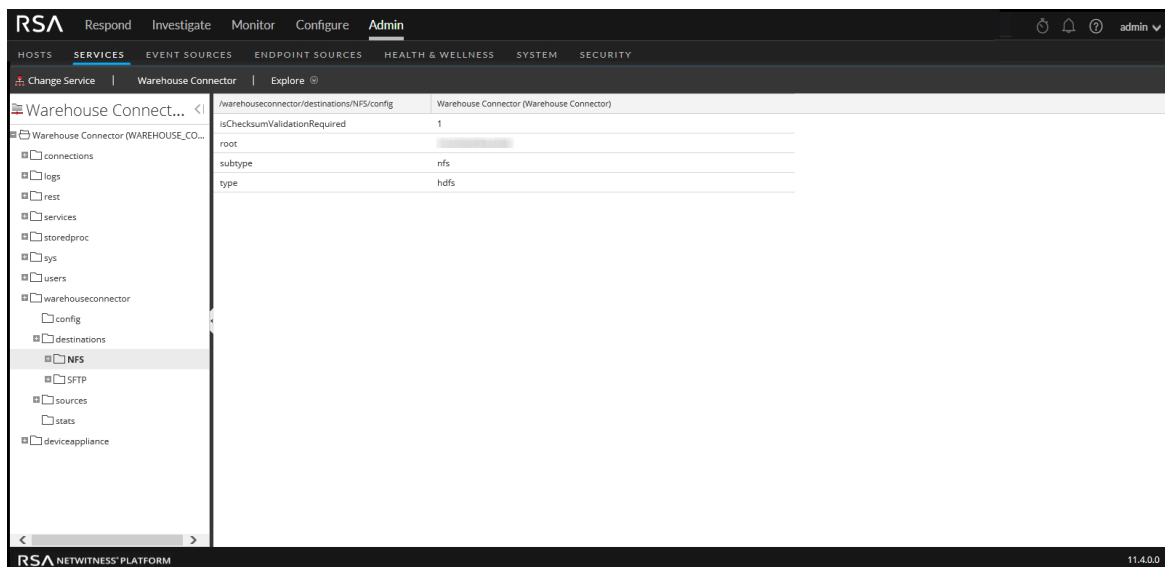 RSA Respond Investigate Monitor Configure Admin admin
HOSTS SERVICES EVENT SOURCES ENDPOINT SOURCES HEALTH & WELLNESS SYSTEM SECURITY
Change Service | Warehouse Connector | Explore
Warehouse Connect...
/warehouseconnector/destinations/NFS/config Warehouse Connector (Warehouse Connector)
isChecksumValidationRequired 1
root
subtype nfs
type hdfs
Warehouse Connector (WAREHOUSE_CO...
connections
logs
rest
services
storedproc
sys
users
warehouseconnector
config
destinations
NFS
SFTP
sources
stats
deviceappliance
RSA NETWITNESS® PLATFORM 11.4.0.0